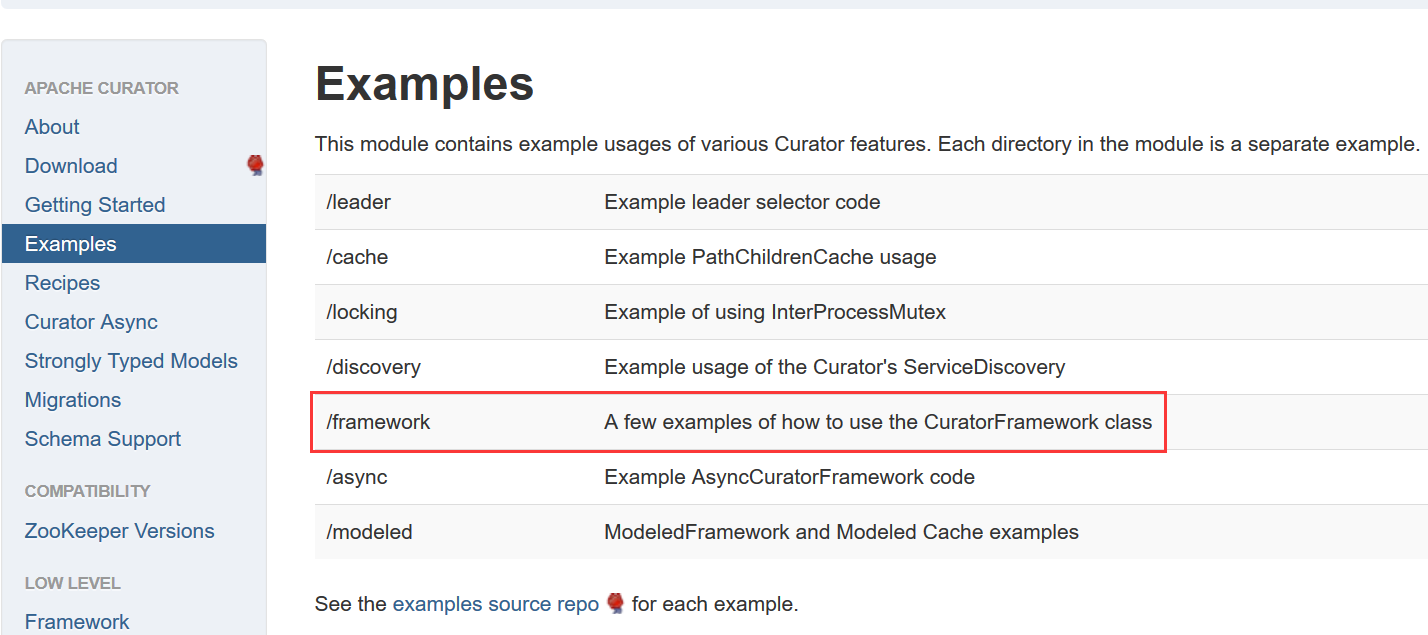 APACHE CURATOR
About
Download
Getting Started
Examples
Recipes
Curator Async
Strongly Typed Models
Migrations
Schema Support
COMPATIBILITY
ZooKeeper Versions
LOW LEVEL
Framework
Examples
This module contains example usages of various Curator features. Each directory in the module is a separate example.
/leader Example leader selector code
/cache Example PathChildrenCache usage
/locking Example of using InterProcessMutex
/discovery Example usage of the Curator's ServiceDiscovery
/framework A few examples of how to use the CuratorFramework class
/async Example AsyncCuratorFramework code
/modeled ModeledFramework and Modeled Cache examples
See the examples source repo for each example.